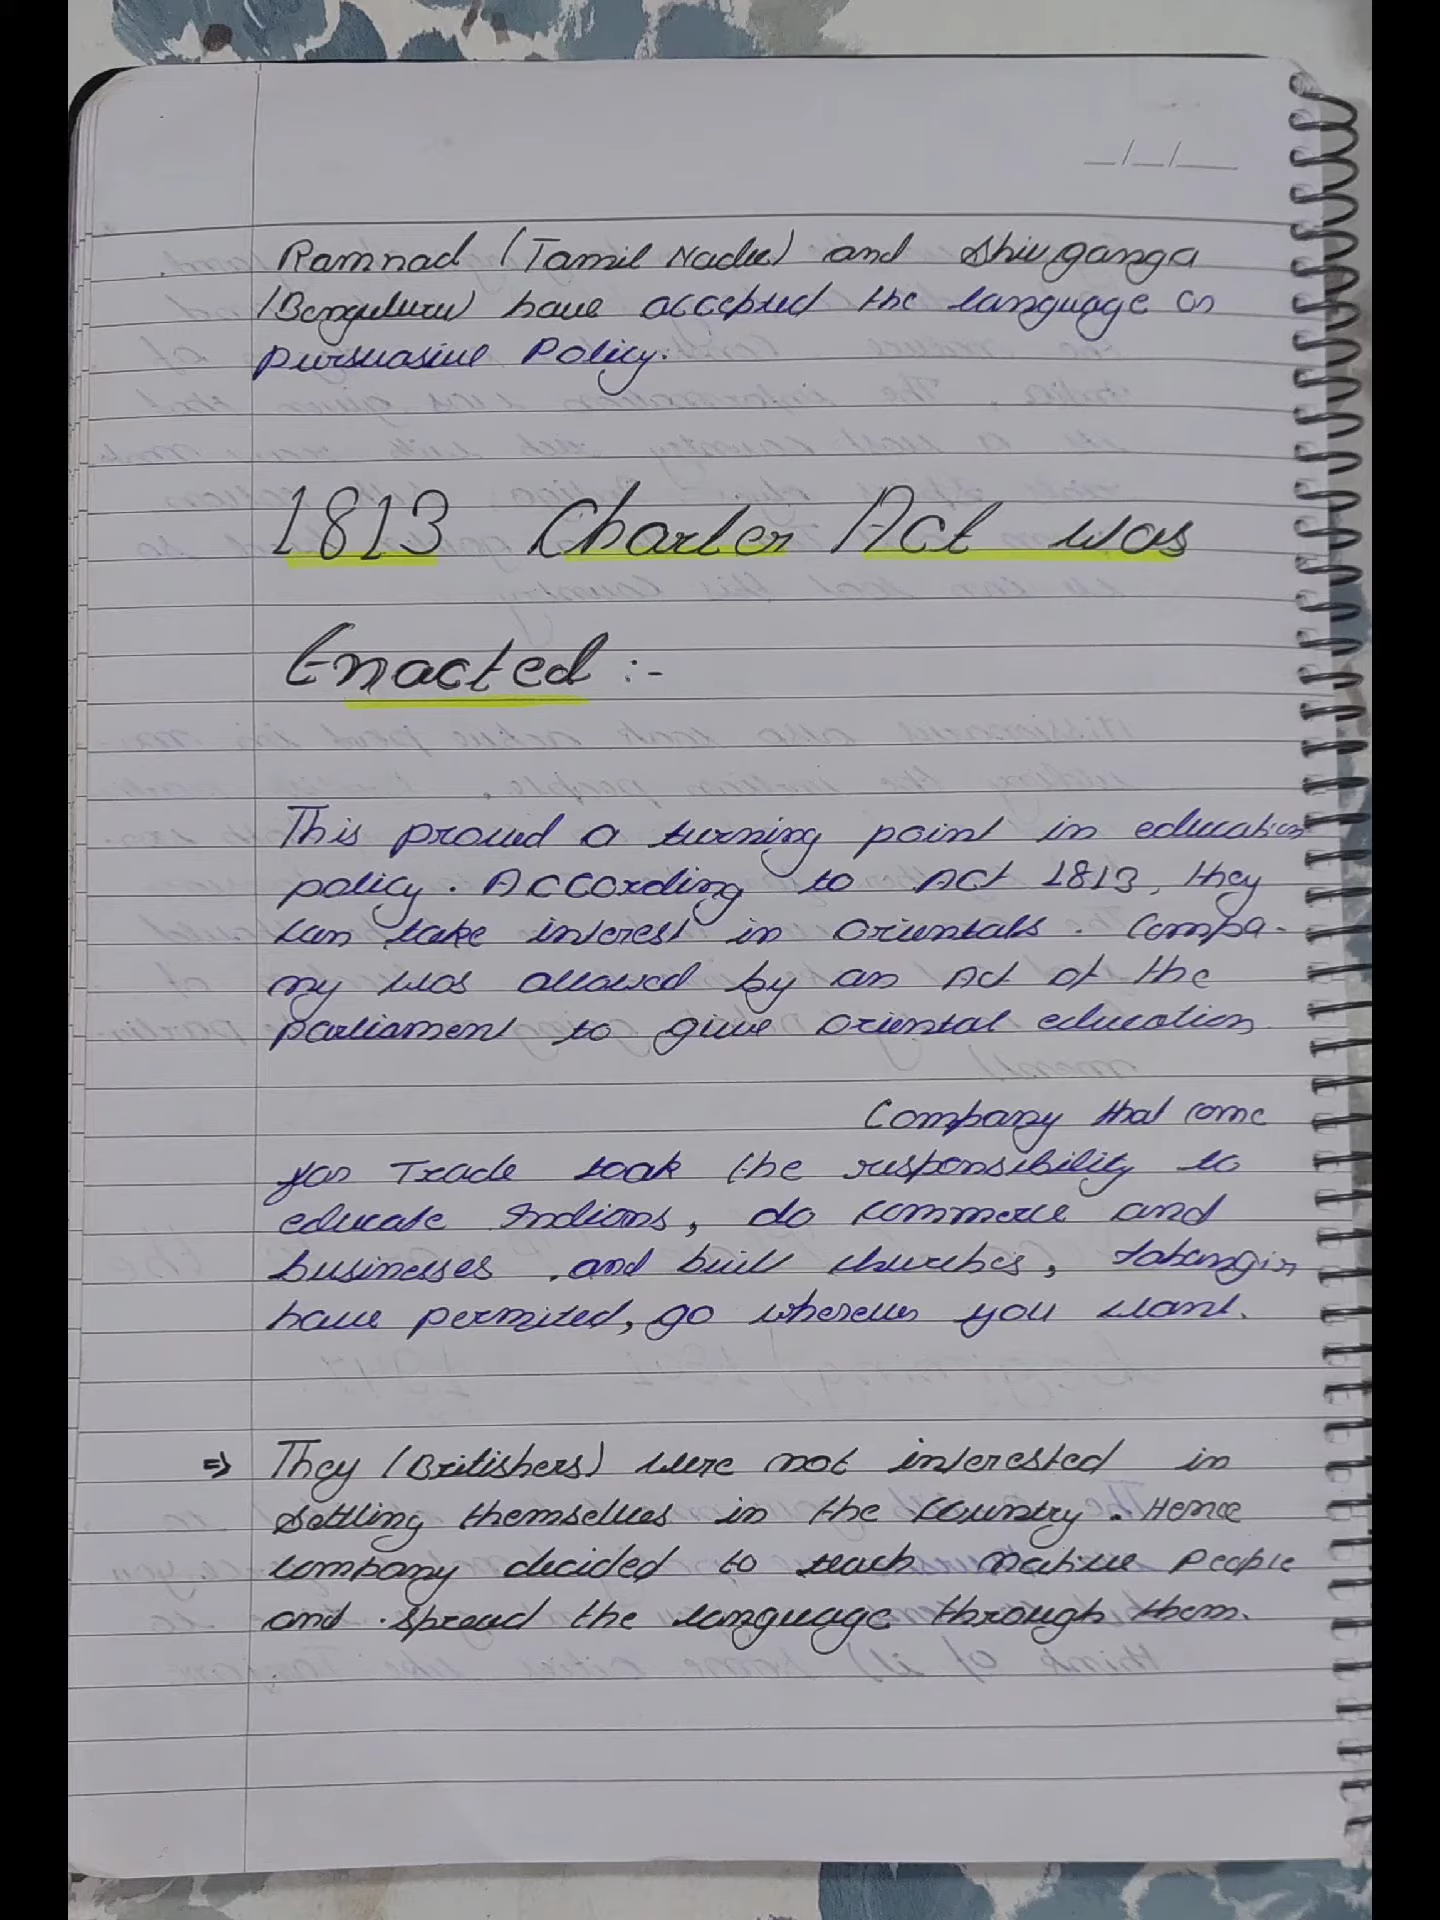 Ramnad (Tamil Nadu) and Shivganga
(Benguluru) have accepted the language as
pursuasive Policy.
1813 Charter Act was
Enacted :-
This proved a turning point in education
policy. According to Act 1813, they
can take interest in Orientals. Compa-
ny was allowed by an Act of the
parliament to give oriental education
Company that come
for Trade took the responsibility to
educate Indians, do commerce and
businesses, and buil churches,
have permited, go wherever you want.
⇒ They (Britishers) were not interested in
Settling themselves in the country. Hence
company decided to teach native people
and spread the language through them.